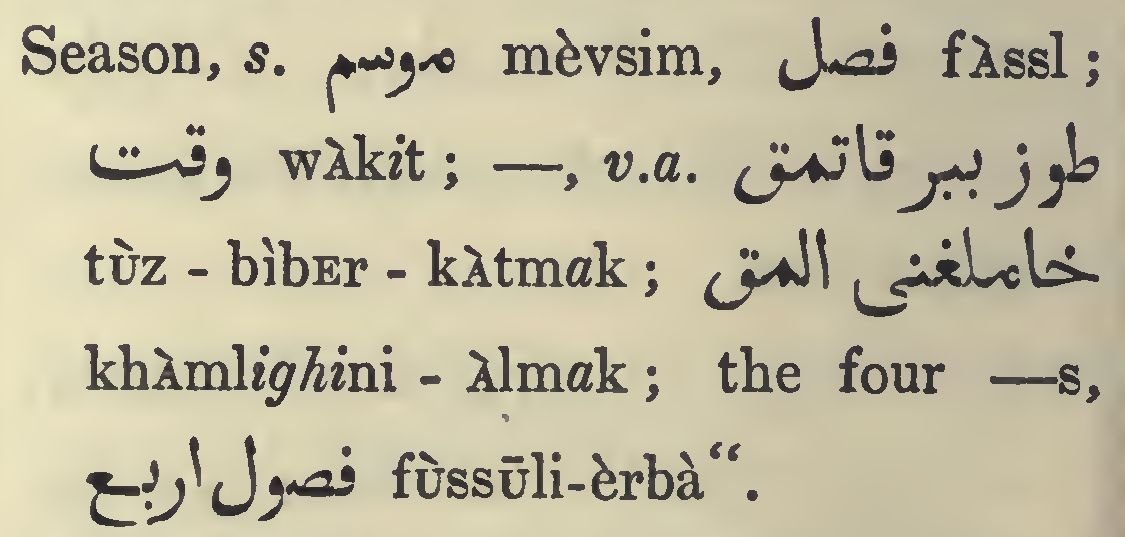 Season, s. موسم mèvsim, فصل fÀssl ;
وقت wÀkit ; —, v.a. طوز ببر قاتمق
tÙz - bìbEr - kÀtmak ; خاملغنى المق
khÀmlighini - Àlmak ; the four —s,
فصول اربع fÙssŪli-èrbà“.